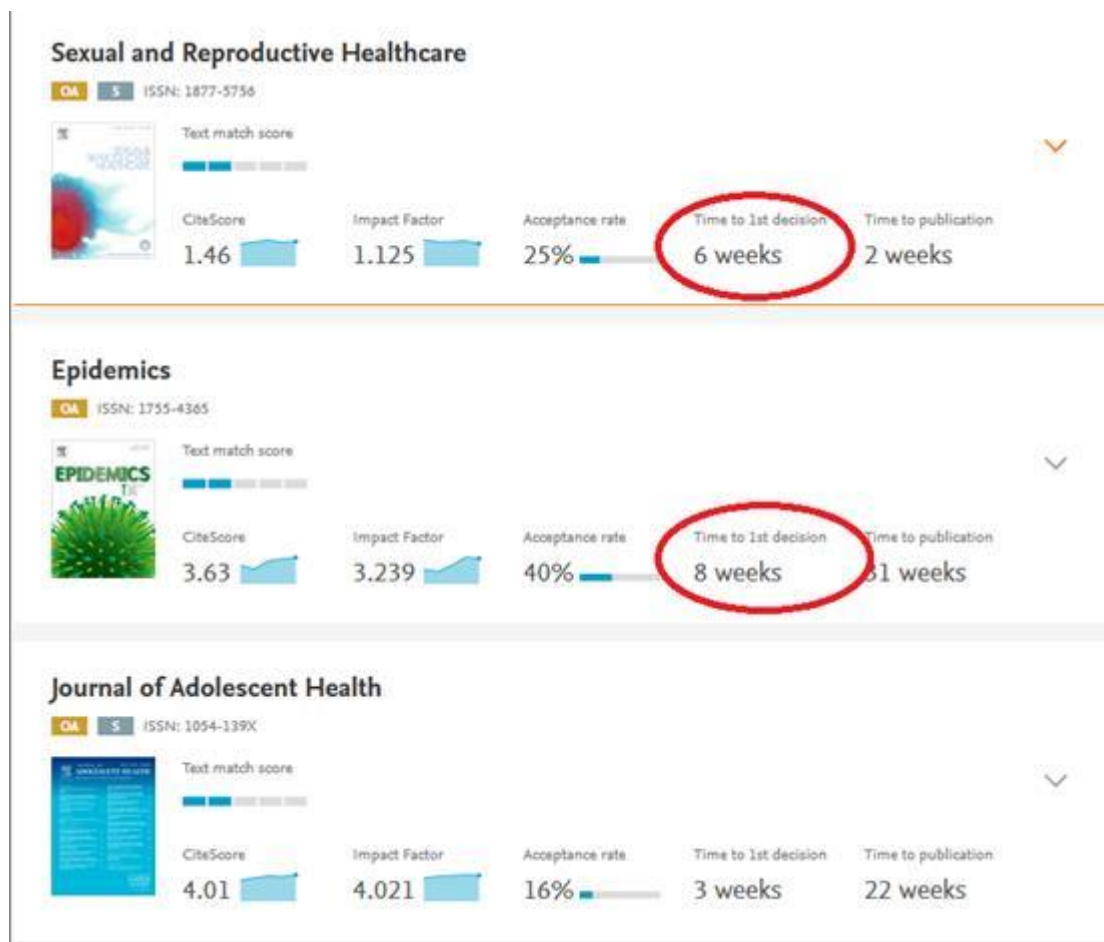 Sexual and Reproductive Healthcare
OA S ISSN: 1877-5756
Text match score
CiteScore Impact Factor Acceptance rate Time to 1st decision Time to publication
1.46 1.125 25% 6 weeks 2 weeks
Epidemics
OA ISSN: 1755-4365
EPIDEMICS
Text match score
CiteScore Impact Factor Acceptance rate Time to 1st decision Time to publication
3.63 3.239 40% 8 weeks 31 weeks
Journal of Adolescent Health
OA S ISSN: 1054-139X
Text match score
ADOLESCENT HEALTH
CiteScore Impact Factor Acceptance rate Time to 1st decision Time to publication
4.01 4.021 16% 3 weeks 22 weeks